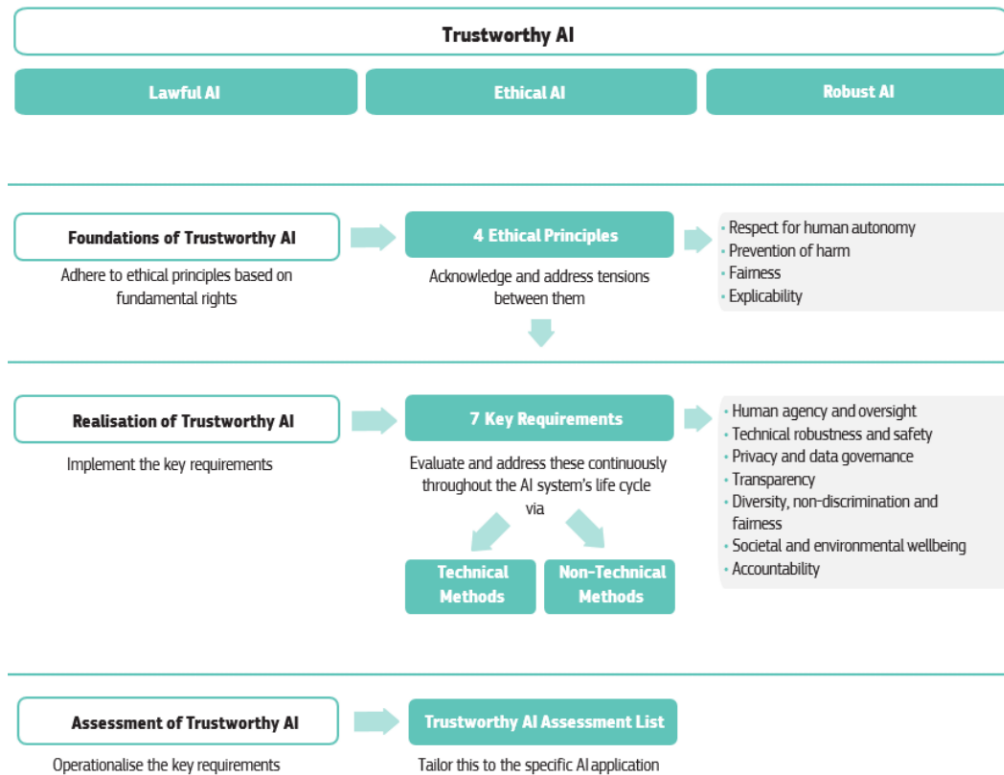 Trustworthy AI
Lawful AI
Ethical AI
Robust AI
Foundations of Trustworthy AI
Adhere to ethical principles based on
fundamental rights
4 Ethical Principles
Acknowledge and address tensions
between them
• Respect for human autonomy
• Prevention of harm
• Fairness
• Explicability
Realisation of Trustworthy AI
Implement the key requirements
7 Key Requirements
Evaluate and address these continuously
throughout the AI system's life cycle
via
Technical
Methods
Non-Technical
Methods
• Human agency and oversight
• Technical robustness and safety
• Privacy and data governance
• Transparency
• Diversity, non-discrimination and
fairness
• Societal and environmental wellbeing
• Accountability
Assessment of Trustworthy AI
Operationalise the key requirements
Trustworthy AI Assessment List
Tailor this to the specific AI application